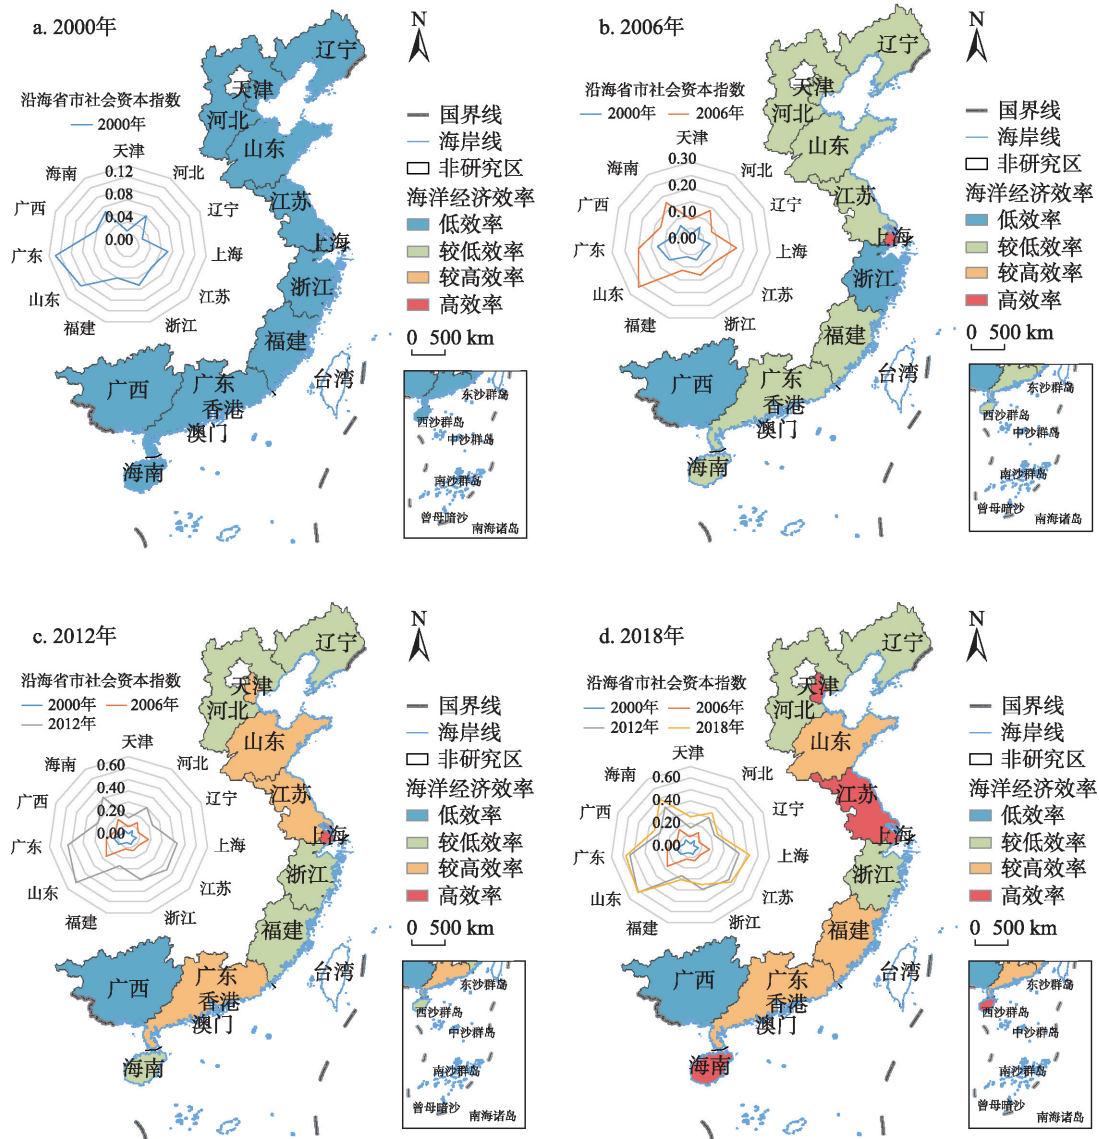 a. 2000年
N
沿海省市社会资本指数
2000年
天津
河北
辽宁
上海
江苏
浙江
福建
山东
广东
广西
海南
0.12
0.08
0.04
0.00
辽宁
天津
河北
山东
江苏
上海
浙江
福建
台湾
广东
广西
香港
澳门
海南
国界线
海岸线
非研究区
海洋经济效率
低效率
较低效率
较高效率
高效率
0 500 km
东沙群岛
西沙群岛
中沙群岛
南沙群岛
曾母暗沙
南海诸岛
b. 2006年
N
沿海省市社会资本指数
2000年 2006年
天津
河北
辽宁
上海
江苏
浙江
福建
山东
广东
广西
海南
0.30
0.20
0.10
0.00
辽宁
天津
河北
山东
江苏
上海
浙江
福建
台湾
广东
广西
香港
澳门
海南
国界线
海岸线
非研究区
海洋经济效率
低效率
较低效率
较高效率
高效率
0 500 km
东沙群岛
西沙群岛
中沙群岛
南沙群岛
曾母暗沙
南海诸岛
c. 2012年
N
沿海省市社会资本指数
2000年 2006年
2012年
天津
河北
辽宁
上海
江苏
浙江
福建
山东
广东
广西
海南
0.60
0.40
0.20
0.00
辽宁
天津
河北
山东
江苏
上海
浙江
福建
台湾
广东
广西
香港
澳门
海南
国界线
海岸线
非研究区
海洋经济效率
低效率
较低效率
较高效率
高效率
0 500 km
东沙群岛
西沙群岛
中沙群岛
南沙群岛
曾母暗沙
南海诸岛
d. 2018年
N
沿海省市社会资本指数
2000年 2006年
2012年 2018年
天津
河北
辽宁
上海
江苏
浙江
福建
山东
广东
广西
海南
0.60
0.40
0.20
0.00
辽宁
天津
河北
山东
江苏
上海
浙江
福建
台湾
广东
广西
香港
澳门
海南
国界线
海岸线
非研究区
海洋经济效率
低效率
较低效率
较高效率
高效率
0 500 km
东沙群岛
西沙群岛
中沙群岛
南沙群岛
曾母暗沙
南海诸岛